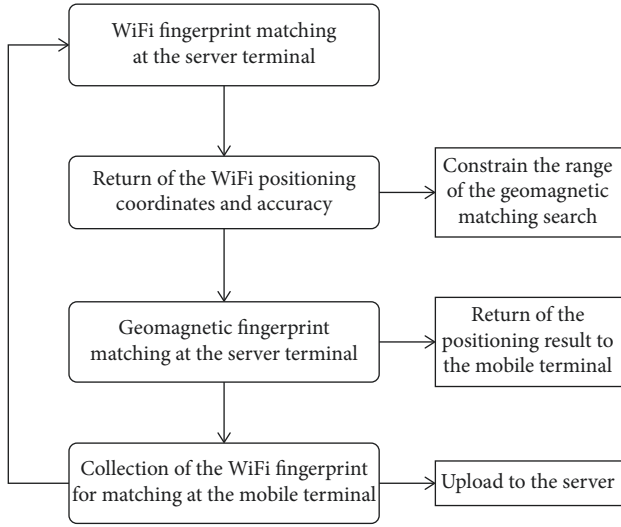 WiFi fingerprint matching
at the server terminal
Return of the WiFi positioning
coordinates and accuracy
Constrain the range
of the geomagnetic
matching search
Geomagnetic fingerprint
matching at the server terminal
Return of the
positioning result to
the mobile terminal
Collection of the WiFi fingerprint
for matching at the mobile terminal
Upload to the server